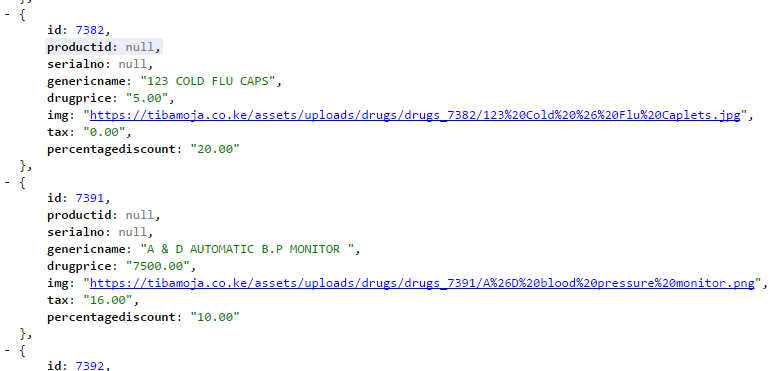 },
- {
id: 7382,
productid: null,
serialno: null,
genericname: "123 COLD FLU CAPS",
drugprice: "5.00",
img: "https://tibamoja.co.ke/assets/uploads/drugs/drugs_7382/123%20Cold%20%26%20Flu%20Caplets.jpg",
tax: "0.00",
percentagediscount: "20.00"
},
- {
id: 7391,
productid: null,
serialno: null,
genericname: "A & D AUTOMATIC B.P MONITOR ",
drugprice: "7500.00",
img: "https://tibamoja.co.ke/assets/uploads/drugs/drugs_7391/A%26D%20blood%20pressure%20monitor.png",
tax: "16.00",
percentagediscount: "10.00"
},
- {
id: 7392,